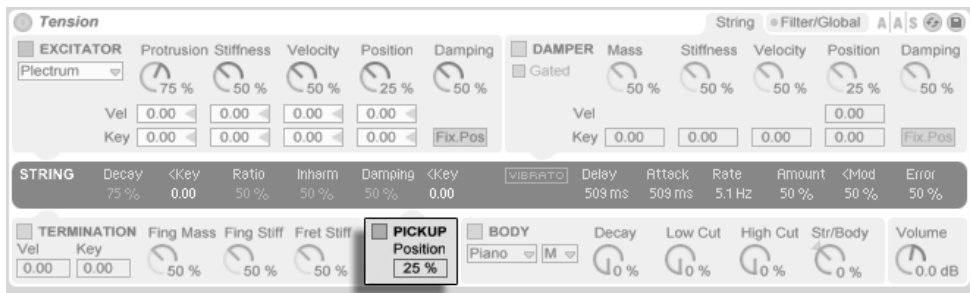 Tension String Filter/Global A A S
EXCITATOR Protrusion Stiffness Velocity Position Damping
Plectrum 75 % 50 % 50 % 25 % 50 %
Vel 0.00 0.00 0.00 0.00
Key 0.00 0.00 0.00 0.00 Fix.Pos
DAMPER Mass Stiffness Velocity Position Damping
Gated 50 % 50 % 50 % 25 % 50 %
Vel 0.00
Key 0.00 0.00 0.00 0.00 Fix.Pos
STRING Decay <Key Ratio Inharm Damping <Key VIBRATO Delay Attack Rate Amount <Mod Error
75 % 0.00 50 % 50 % 50 % 0.00 509 ms 509 ms 5.1 Hz 50 % 50 % 50 %
TERMINATION Fing Mass Fing Stiff Fret Stiff
Vel Key
0.00 0.00 50 % 50 % 50 %
PICKUP
Position
25 %
BODY Decay Low Cut High Cut Str/Body Volume
Piano M 0 % 0 % 0 % 0 % 0.0 dB